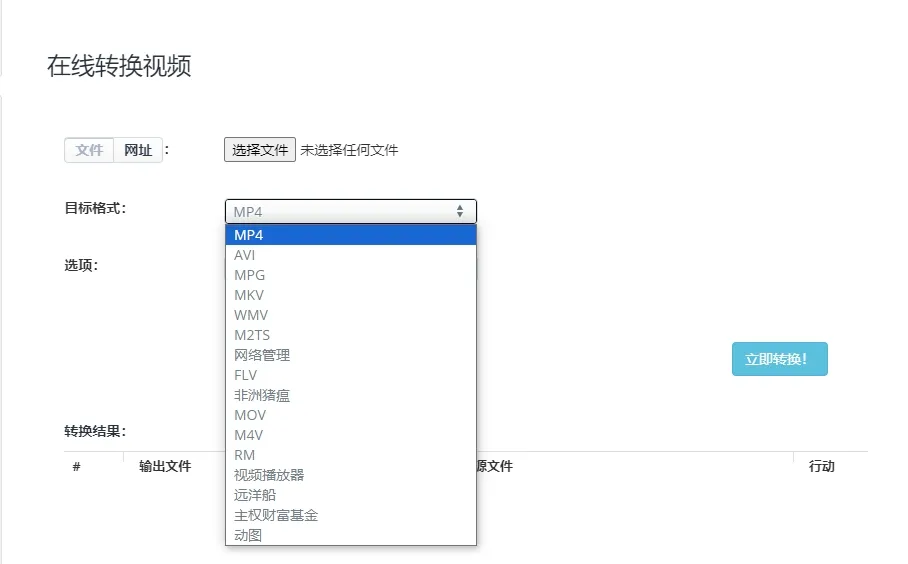 在线转换视频
文件 网址 :
选择文件 未选择任何文件
目标格式:
MP4
MP4
AVI
MPG
MKV
WMV
M2TS
网络管理
FLV
非洲猪瘟
MOV
M4V
RM
视频播放器
远洋船
主权财富基金
动图
选项:
立即转换!
转换结果:
# 输出文件 源文件 行动